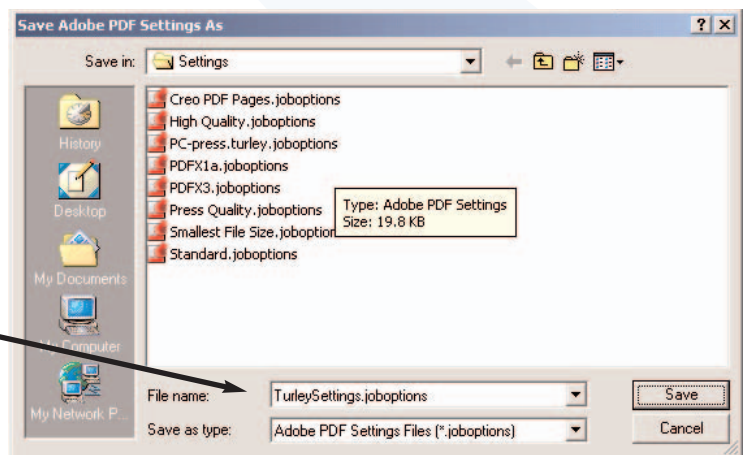 Save Adobe PDF Settings As
Save in: Settings
History
Desktop
My Documents
My Computer
My Network P...
Creo PDF Pages.joboptions
High Quality.joboptions
PC-press.turley.joboptions
PDFX1a.joboptions
PDFX3.joboptions
Press Quality.joboptions
Smallest File Size.joboption
Standard.joboptions
Type: Adobe PDF Settings
Size: 19.8 KB
File name: TurleySettings.joboptions Save
Save as type: Adobe PDF Settings Files (*.joboptions) Cancel